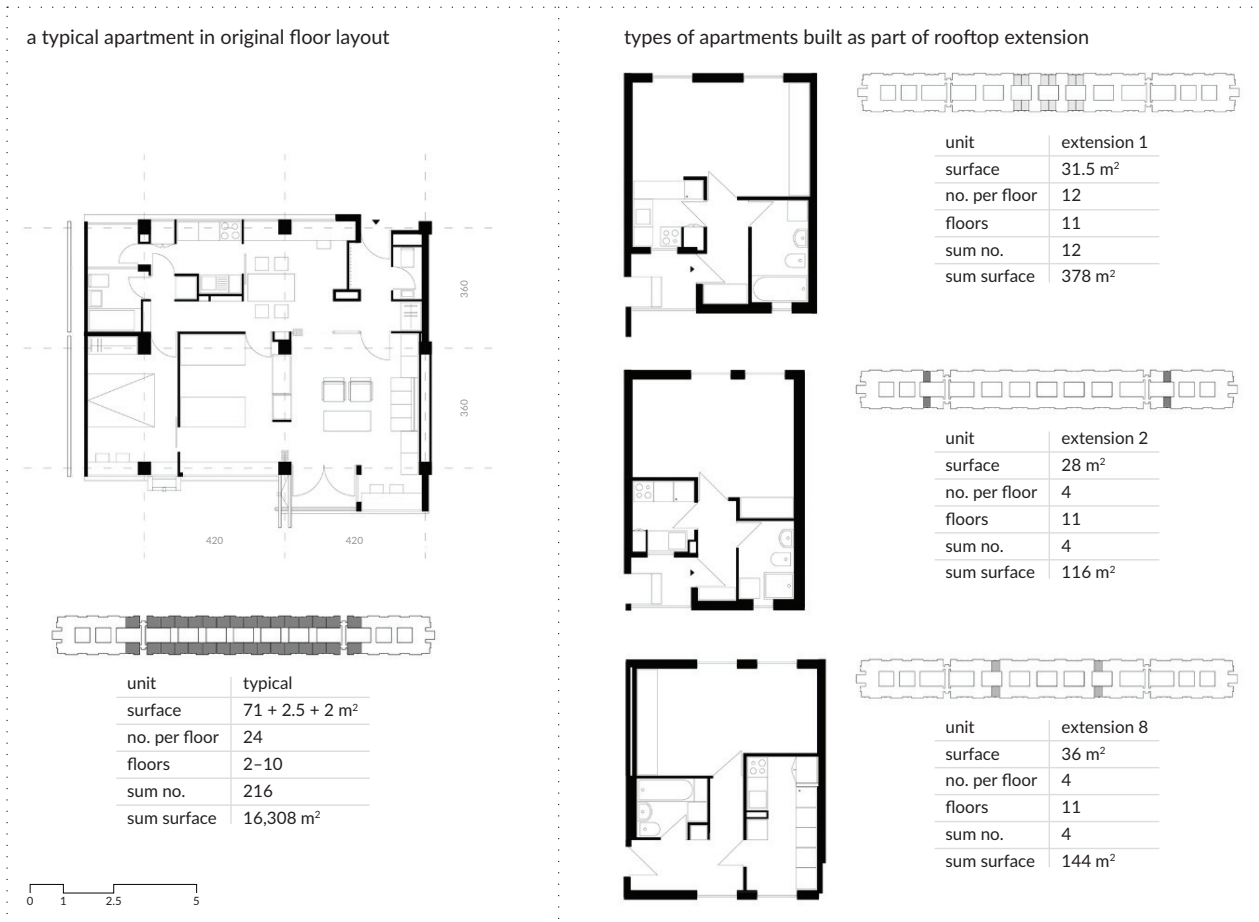 a typical apartment in original floor layout
360
360
420 420
unit typical
surface 71 + 2.5 + 2 m²
no. per floor 24
floors 2–10
sum no. 216
sum surface 16,308 m²
0 1 2.5 5
types of apartments built as part of rooftop extension
unit extension 1
surface 31.5 m²
no. per floor 12
floors 11
sum no. 12
sum surface 378 m²
unit extension 2
surface 28 m²
no. per floor 4
floors 11
sum no. 4
sum surface 116 m²
unit extension 8
surface 36 m²
no. per floor 4
floors 11
sum no. 4
sum surface 144 m²